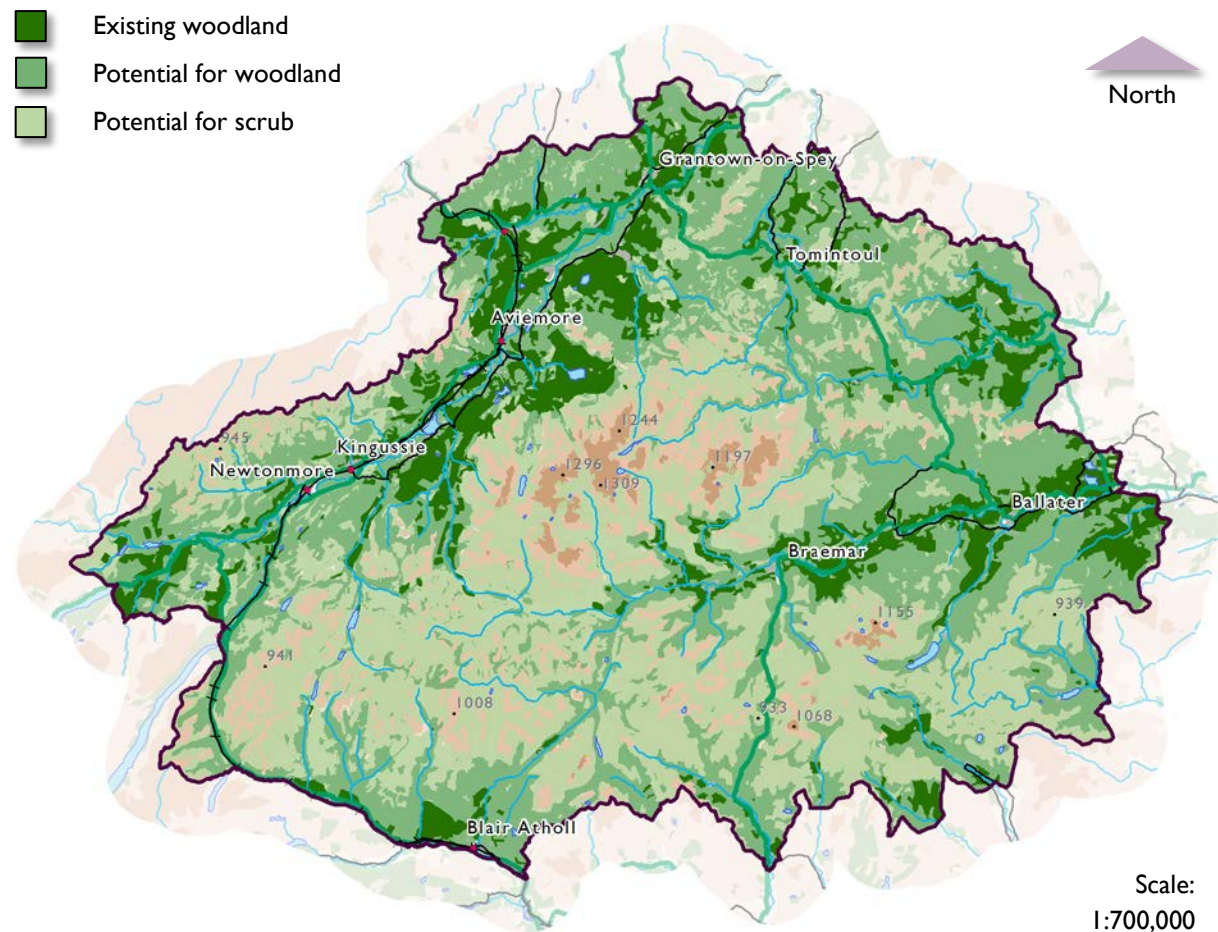 Existing woodland
Potential for woodland
Potential for scrub
North
Grantown-on-Spey
Tomintoul
Aviemore
1244
945
Kingussie
1296
1197
Newtonmore
1309
Ballater
Braemar
1155
939
941
1008
933
1068
Blair Atholl
Scale:
1:700,000